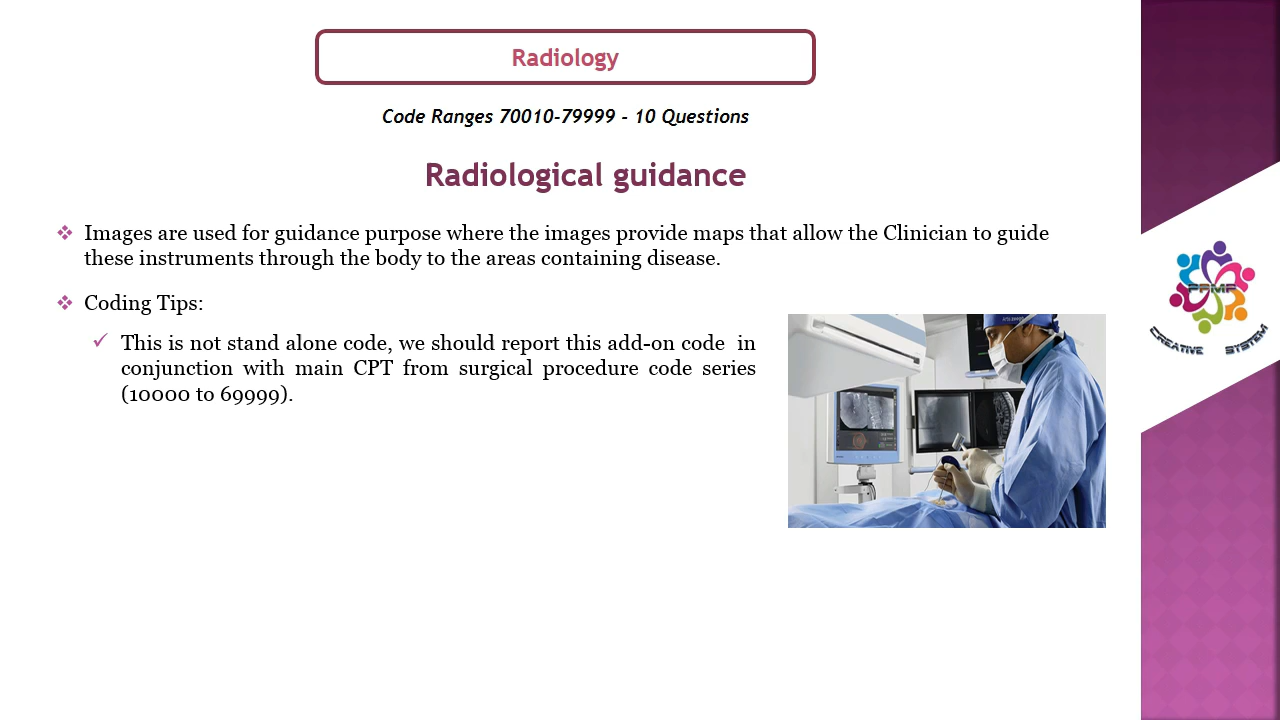 Radiology
Code Ranges 70010-79999 - 10 Questions
Radiological guidance
Images are used for guidance purpose where the images provide maps that allow the Clinician to guide
these instruments through the body to the areas containing disease.
Coding Tips:
This is not stand alone code, we should report this add-on code in
conjunction with main CPT from surgical procedure code series
(10000 to 69999).
CREATIVE SYSTEM